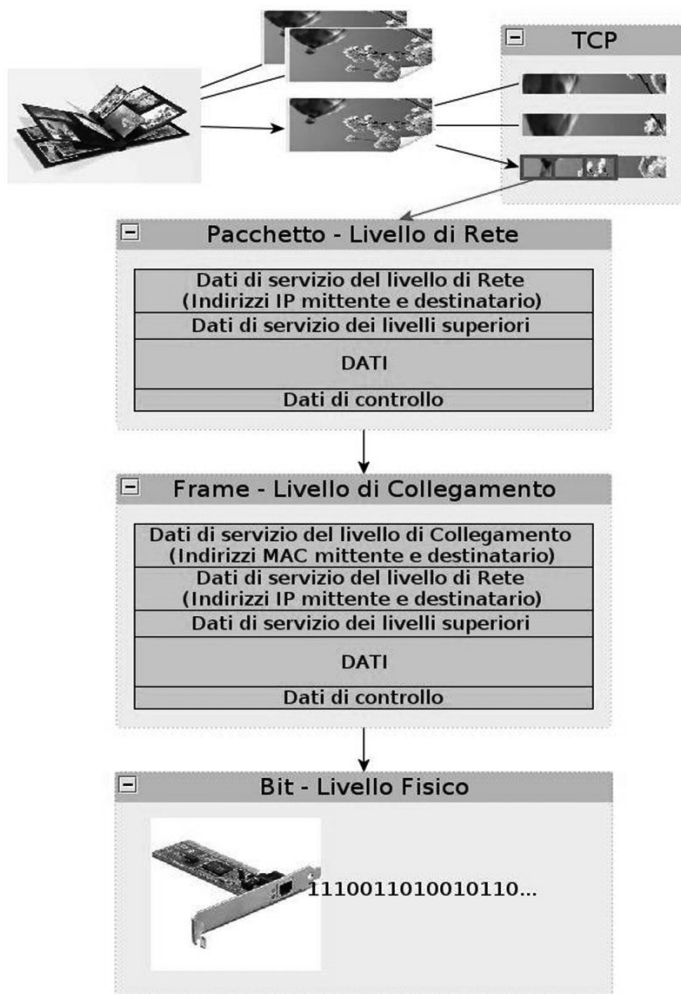 TCP
Pacchetto - Livello di Rete
Dati di servizio del livello di Rete
(Indirizzi IP mittente e destinatario)
Dati di servizio dei livelli superiori
DATI
Dati di controllo
Frame - Livello di Collegamento
Dati di servizio del livello di Collegamento
(Indirizzi MAC mittente e destinatario)
Dati di servizio del livello di Rete
(Indirizzi IP mittente e destinatario)
Dati di servizio dei livelli superiori
DATI
Dati di controllo
Bit - Livello Fisico
1110011010010110...